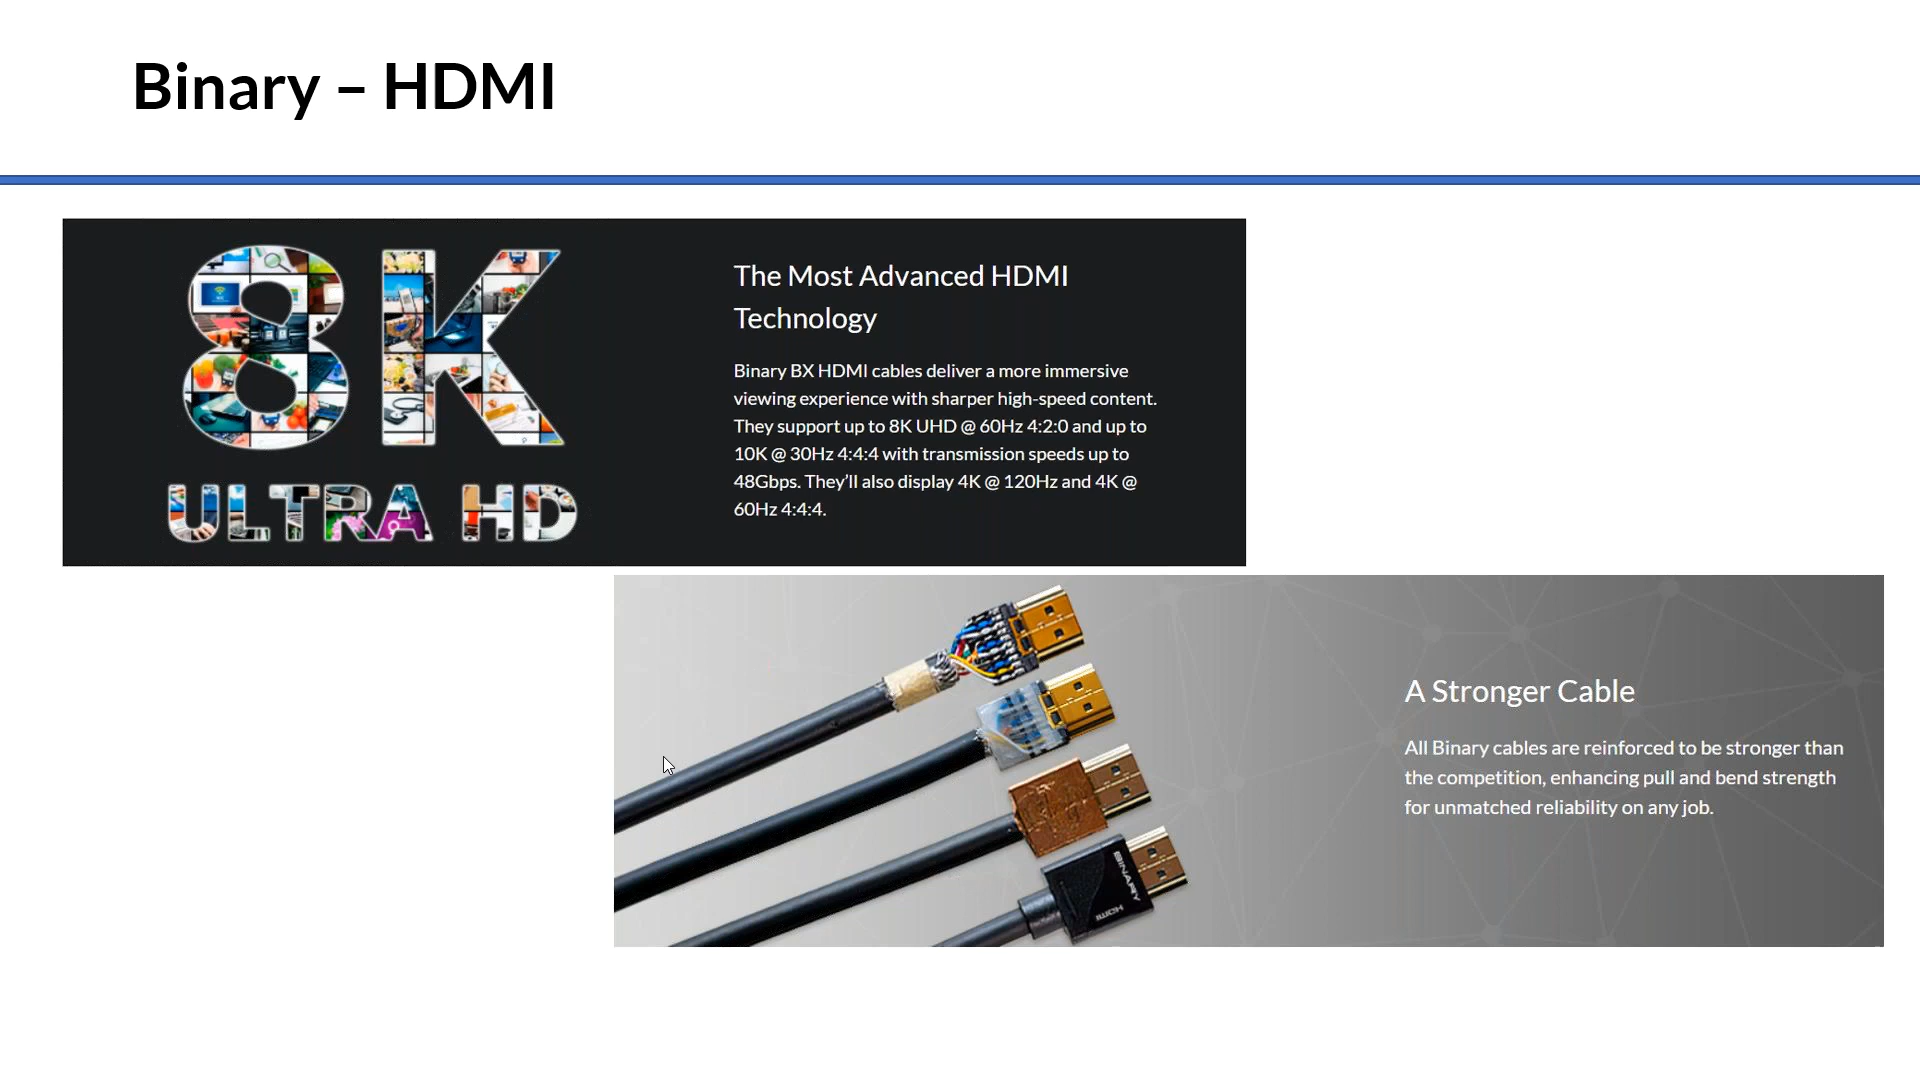 Binary – HDMI
8K
ULTRA HD
The Most Advanced HDMI
Technology
Binary BX HDMI cables deliver a more immersive
viewing experience with sharper high-speed content.
They support up to 8K UHD @ 60Hz 4:2:0 and up to
10K @ 30Hz 4:4:4 with transmission speeds up to
48Gbps. They’ll also display 4K @ 120Hz and 4K @
60Hz 4:4:4.
A Stronger Cable
All Binary cables are reinforced to be stronger than
the competition, enhancing pull and bend strength
for unmatched reliability on any job.
BINARY
HDMI